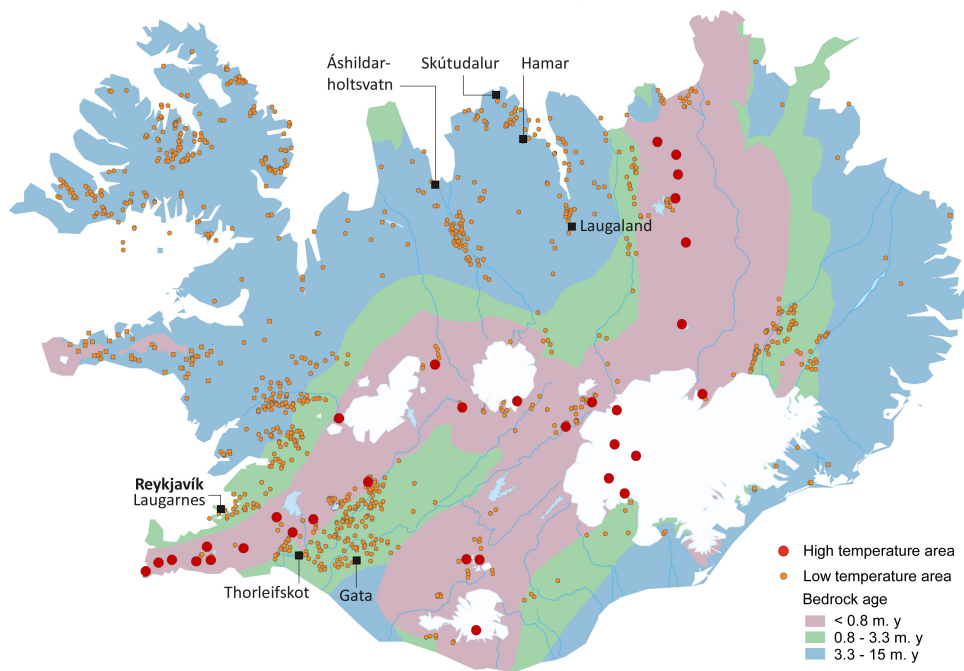 Áshildar-
holtsvatn
Skútudalur
Hamar
Laugaland
Reykjavík
Laugarnes
Thorleifskot
Gata
High temperature area
Low temperature area
Bedrock age
< 0.8 m. y
0.8 - 3.3 m. y
3.3 - 15 m. y